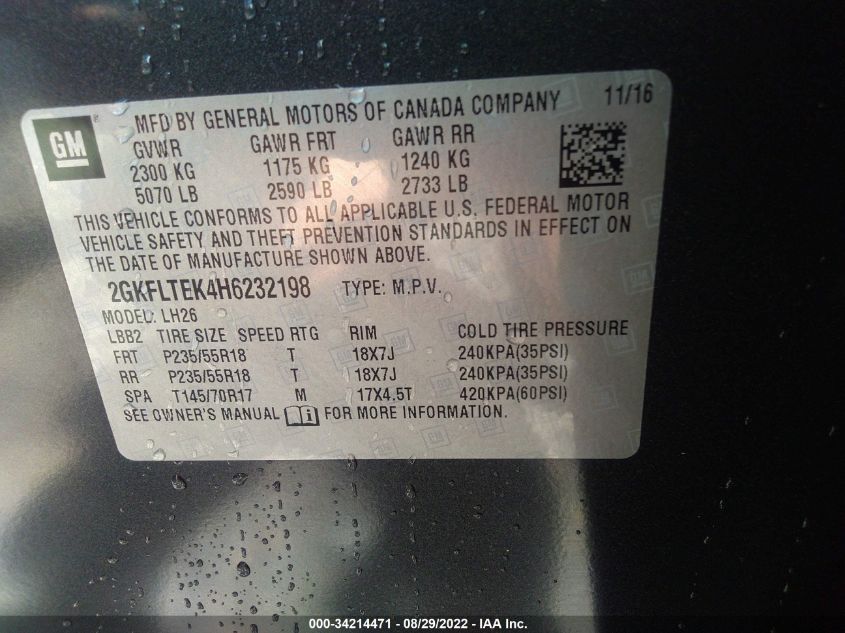 GM
MFD BY GENERAL MOTORS OF CANADA COMPANY 11/16
GVWR GAWR FRT GAWR RR
2300 KG 1175 KG 1240 KG
5070 LB 2590 LB 2733 LB
THIS VEHICLE CONFORMS TO ALL APPLICABLE U.S. FEDERAL MOTOR
VEHICLE SAFETY AND THEFT PREVENTION STANDARDS IN EFFECT ON
THE DATE OF MANUFACTURE SHOWN ABOVE.
2GKFLTEK4H6232198 TYPE: M.P.V.
MODEL: LH26
LBB2 TIRE SIZE SPEED RTG RIM COLD TIRE PRESSURE
FRT P235/55R18 T 18X7J 240KPA(35PSI)
RR P235/55R18 T 18X7J 240KPA(35PSI)
SPA T145/70R17 M 17X4.5T 420KPA(60PSI)
SEE OWNER'S MANUAL FOR MORE INFORMATION.
000-34214471 - 08/29/2022 - IAA Inc.